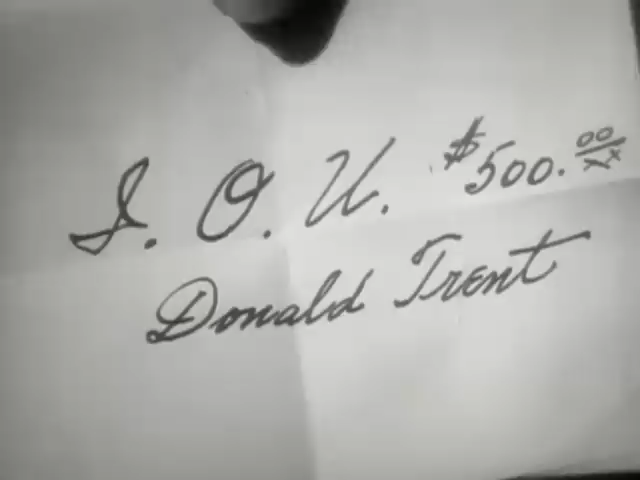 I. O. U. $500.00/xx
Donald Trent